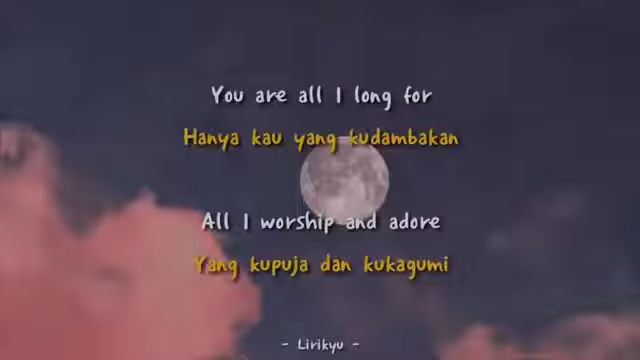 You are all I long for
Hanya kau yang kudambakan
All I worship and adore
Yang kupuja dan kukagumi
- Lirikyu -